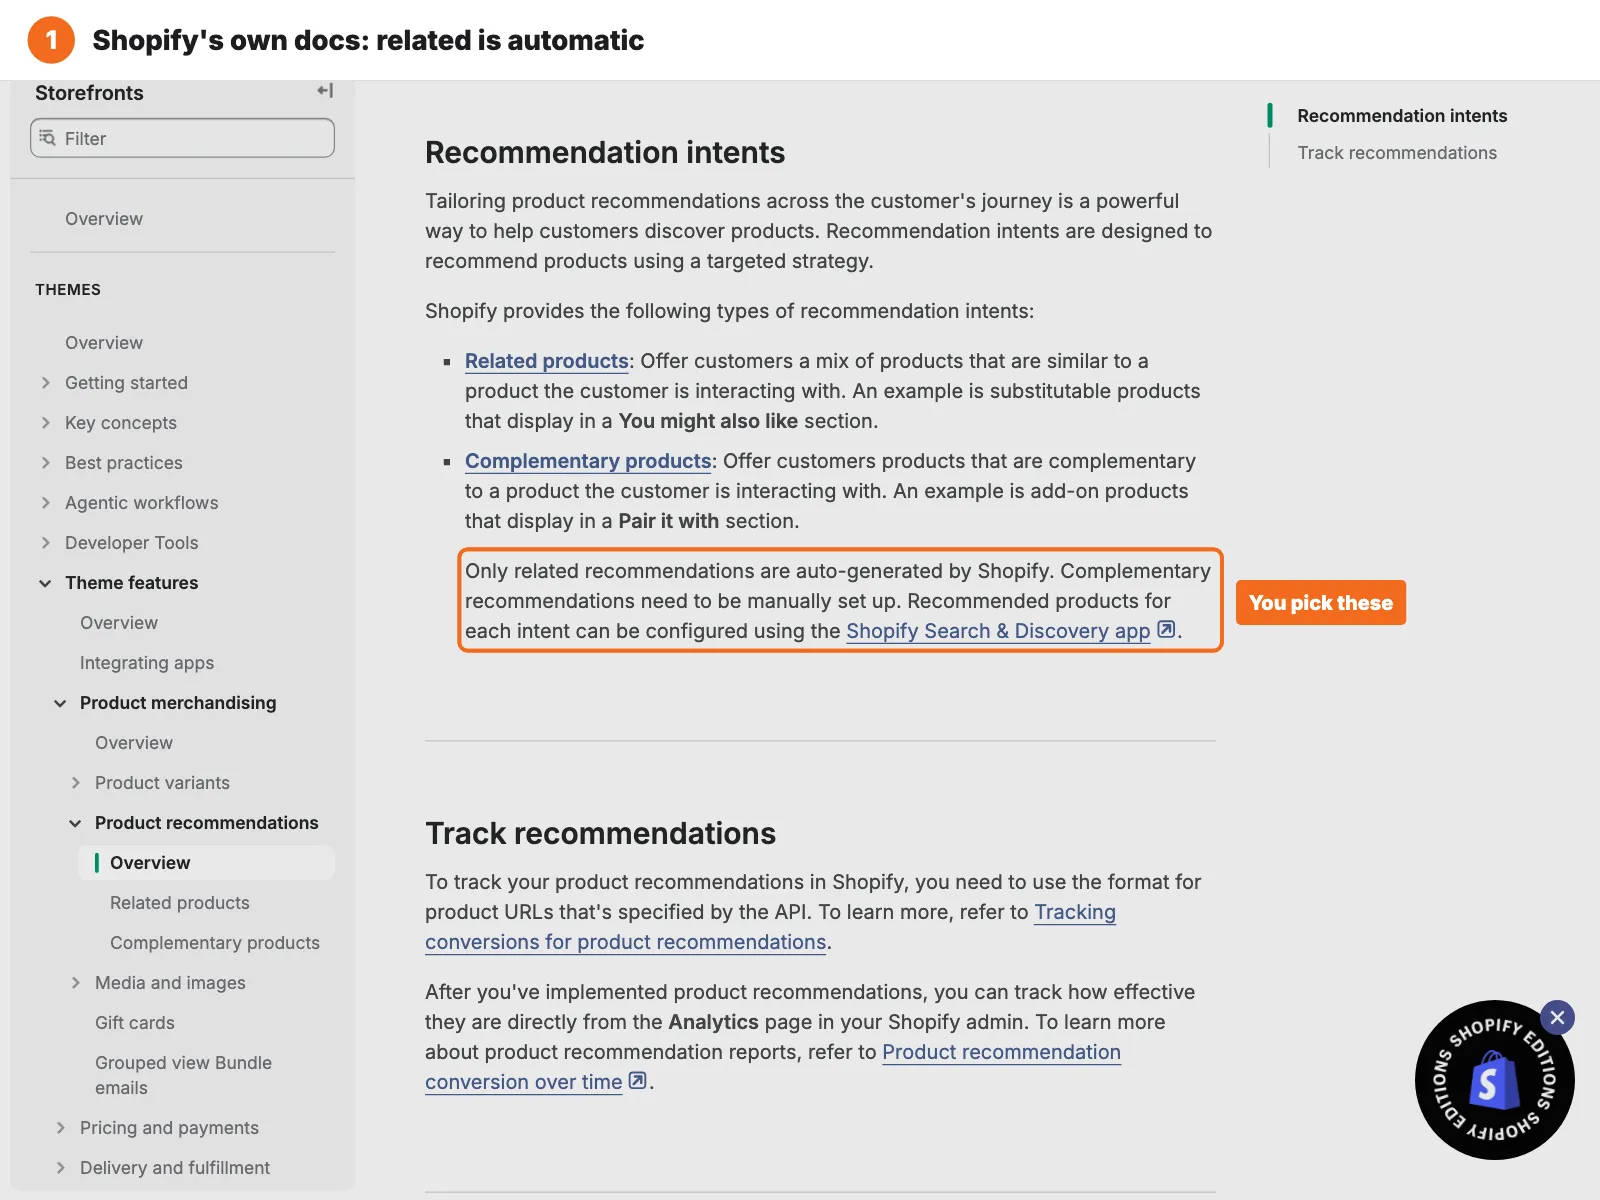 1
Shopify's own docs: related is automatic
Storefronts
Filter
Overview
THEMES
Overview
Getting started
Key concepts
Best practices
Agentic workflows
Developer Tools
Theme features
Overview
Integrating apps
Product merchandising
Overview
Product variants
Product recommendations
Overview
Related products
Complementary products
Media and images
Gift cards
Grouped view Bundle
emails
Pricing and payments
Delivery and fulfillment
Recommendation intents
Tailoring product recommendations across the customer's journey is a powerful
way to help customers discover products. Recommendation intents are designed to
recommend products using a targeted strategy.
Shopify provides the following types of recommendation intents:
▪ Related products: Offer customers a mix of products that are similar to a
product the customer is interacting with. An example is substitutable products
that display in a You might also like section.
▪ Complementary products: Offer customers products that are complementary
to a product the customer is interacting with. An example is add-on products
that display in a Pair it with section.
Only related recommendations are auto-generated by Shopify. Complementary
recommendations need to be manually set up. Recommended products for
each intent can be configured using the Shopify Search & Discovery app.
You pick these
Track recommendations
To track your product recommendations in Shopify, you need to use the format for
product URLs that's specified by the API. To learn more, refer to Tracking
conversions for product recommendations.
After you've implemented product recommendations, you can track how effective
they are directly from the Analytics page in your Shopify admin. To learn more
about product recommendation reports, refer to Product recommendation
conversion over time.
Recommendation intents
Track recommendations
SHOPIFY EDITIONS SHOPIFY EDITIONS